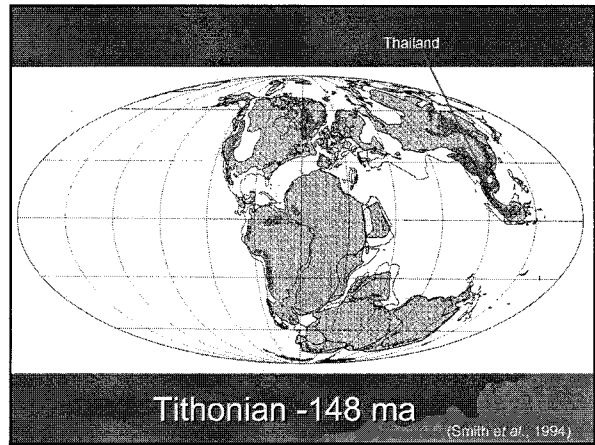 Thailand
Tithonian -148 ma
(Smith et al., 1994)